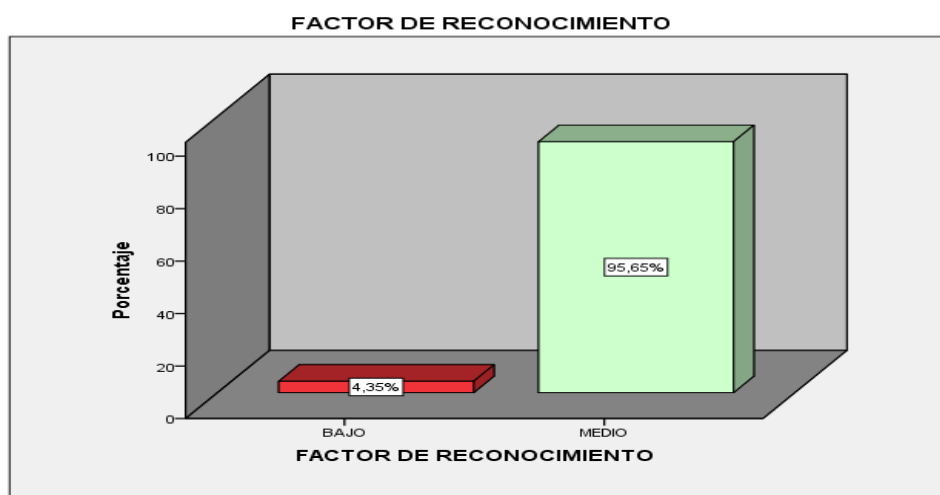 FACTOR DE RECONOCIMIENTO
Porcentaje
100
80
60
40
20
0
4,35%
95,65%
BAJO
MEDIO
FACTOR DE RECONOCIMIENTO